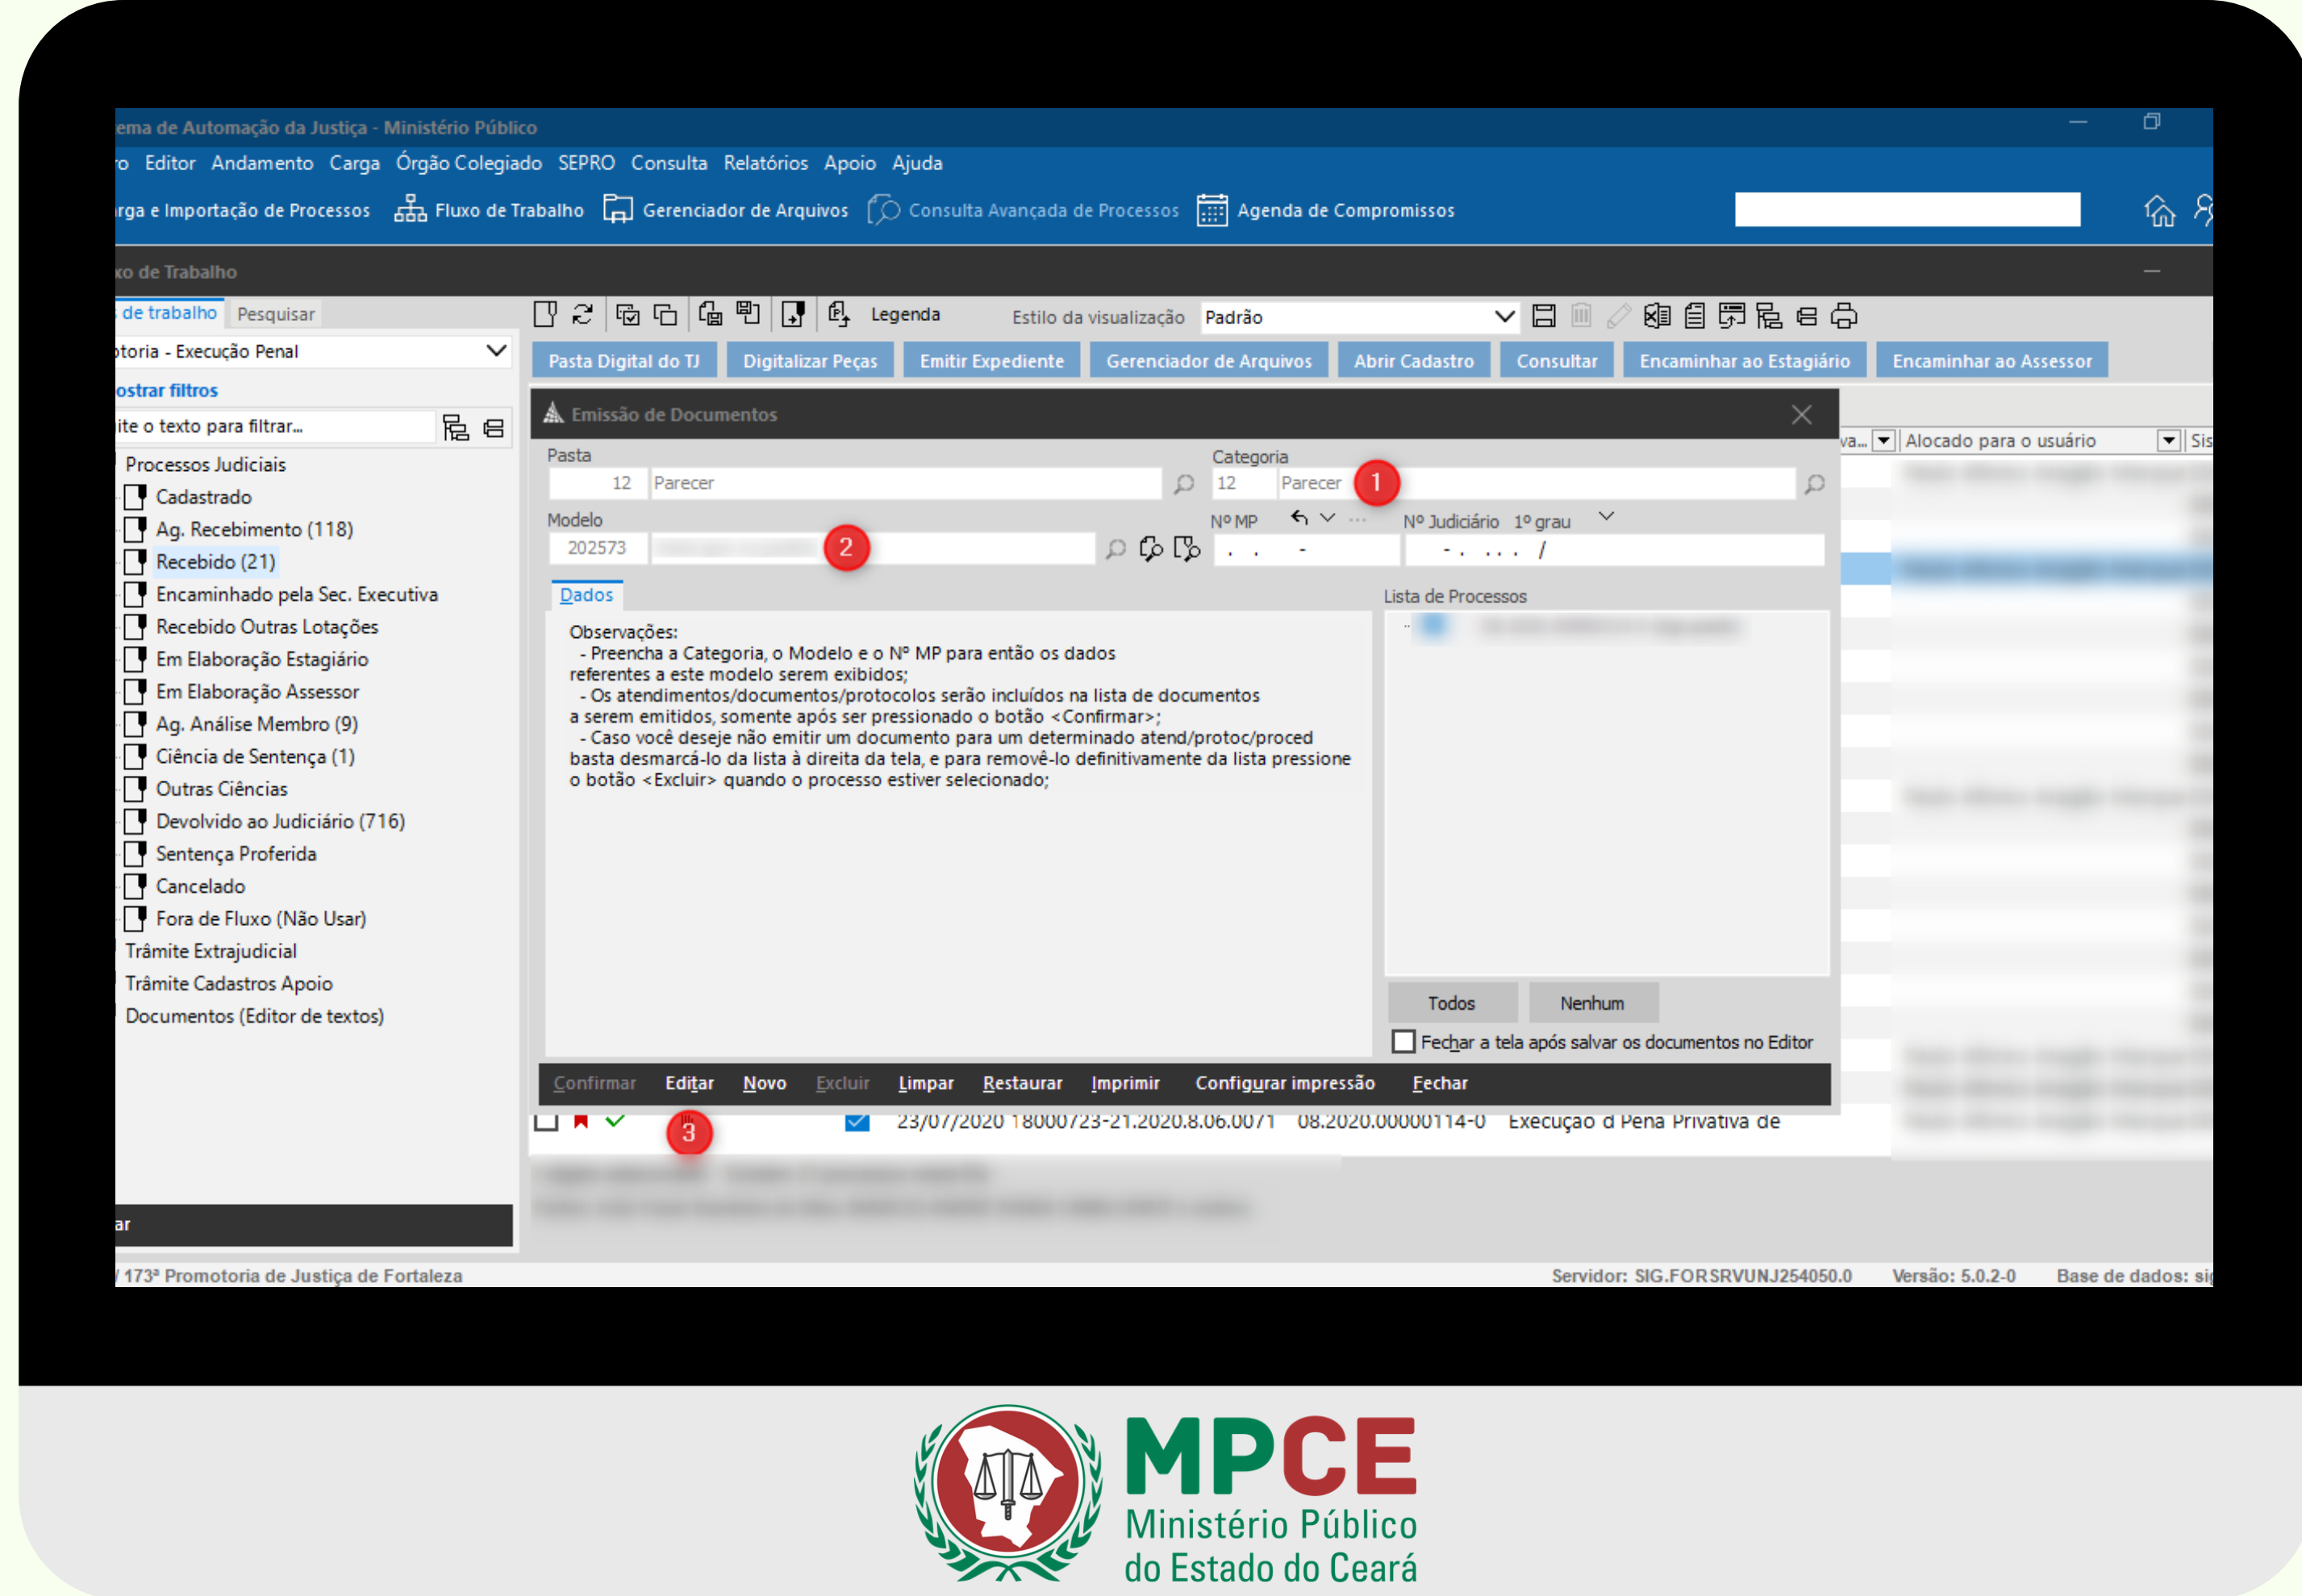 ema de Automação da Justiça - Ministério Público
ro Editor Andamento Carga Órgão Colegiado SEPRO Consulta Relatórios Apoio Ajuda
rga e Importação de Processos Fluxo de Trabalho Gerenciador de Arquivos Consulta Avançada de Processos Agenda de Compromissos
xo de Trabalho
de trabalho Pesquisar
Legenda Estilo da visualização Padrão
otoria - Execução Penal
Pasta Digital do TJ Digitalizar Peças Emitir Expediente Gerenciador de Arquivos Abrir Cadastro Consultar Encaminhar ao Estagiário Encaminhar ao Assessor
ostrar filtros
ite o texto para filtrar...
Processos Judiciais
Cadastrado
Ag. Recebimento (118)
Recebido (21)
Encaminhado pela Sec. Executiva
Recebido Outras Lotações
Em Elaboração Estagiário
Em Elaboração Assessor
Ag. Análise Membro (9)
Ciência de Sentença (1)
Outras Ciências
Devolvido ao Judiciário (716)
Sentença Proferida
Cancelado
Fora de Fluxo (Não Usar)
Trâmite Extrajudicial
Trâmite Cadastros Apoio
Documentos (Editor de textos)
ar
Emissão de Documentos
va... Alocado para o usuário Sis
Pasta Categoria
12 Parecer 12 Parecer 1
Modelo Nº MP ... Nº Judiciário 1º grau
202573 2 . . - - . . . . /
Dados Lista de Processos
Observações:
- Preencha a Categoria, o Modelo e o Nº MP para então os dados
referentes a este modelo serem exibidos;
- Os atendimentos/documentos/protocolos serão incluídos na lista de documentos
a serem emitidos, somente após ser pressionado o botão <Confirmar>;
- Caso você deseje não emitir um documento para um determinado atend/protoc/proced
basta desmarcá-lo da lista à direita da tela, e para removê-lo definitivamente da lista pressione
o botão <Excluir> quando o processo estiver selecionado;
Todos Nenhum
Fechar a tela após salvar os documentos no Editor
Confirmar Editar Novo Excluir Limpar Restaurar Imprimir Configurar impressão Fechar
3 23/07/2020 18000723-21.2020.8.06.0071 08.2020.00000114-0 Execução d Pena Privativa de
/ 173ª Promotoria de Justiça de Fortaleza Servidor: SIG.FORSRVUNJ254050.0 Versão: 5.0.2-0 Base de dados: sig
MPCE
Ministério Público
do Estado do Ceará